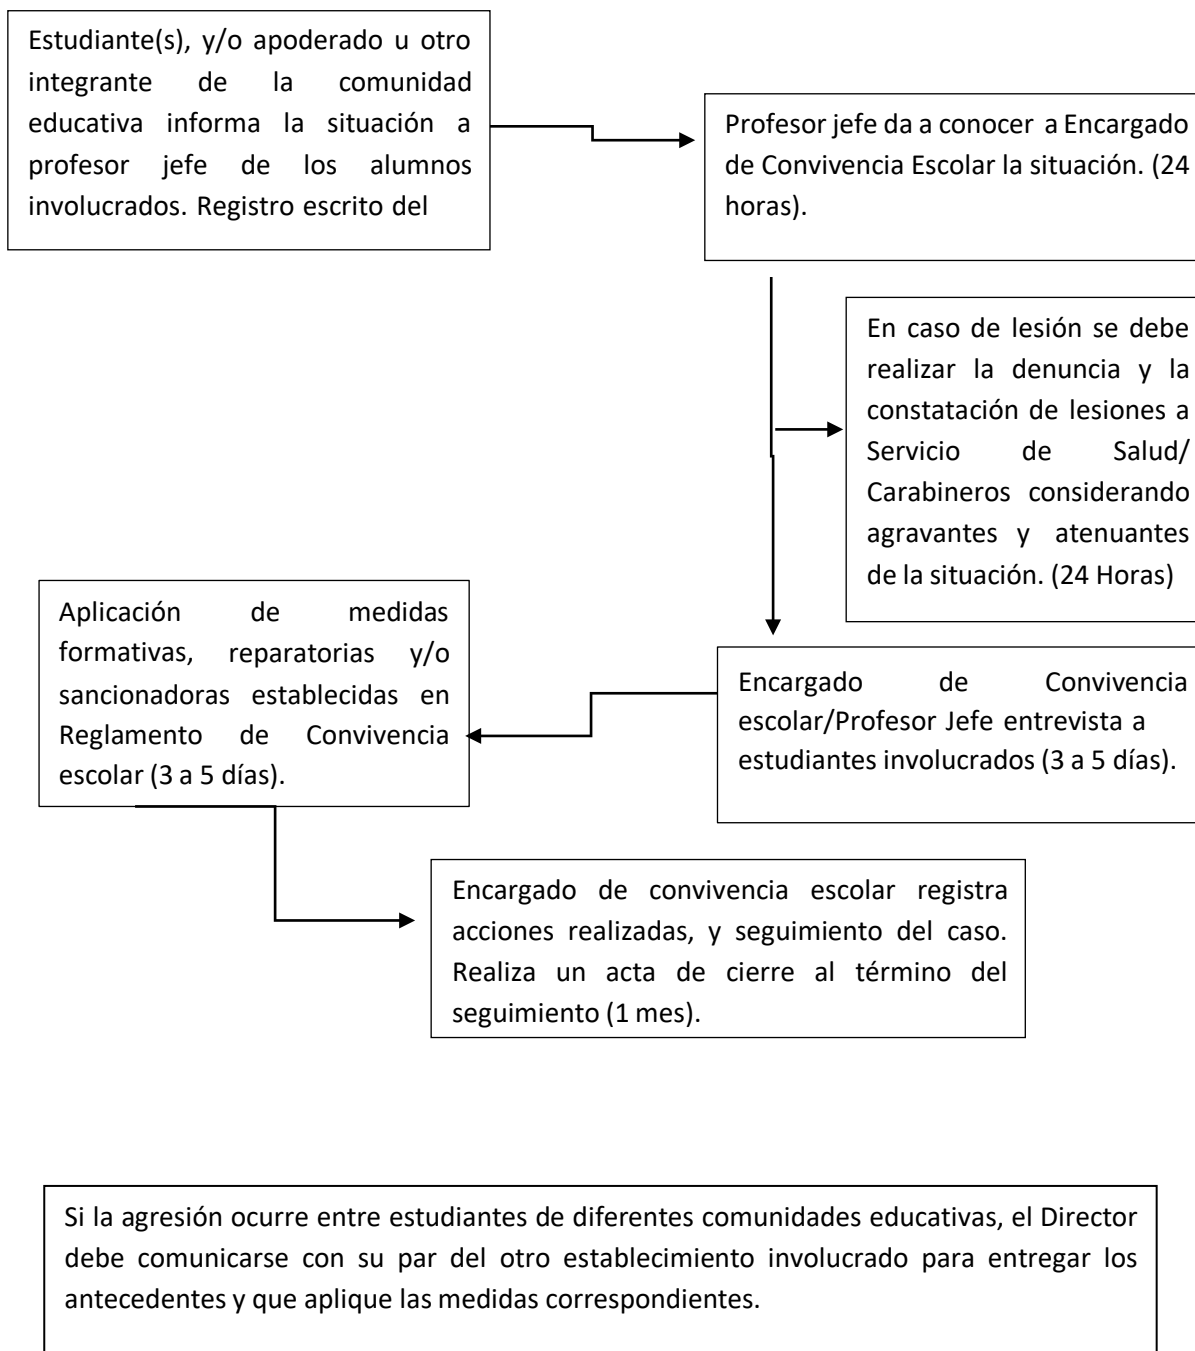 Estudiante(s), y/o apoderado u otro
integrante de la comunidad
educativa informa la situación a
profesor jefe de los alumnos
involucrados. Registro escrito del
Profesor jefe da a conocer a Encargado
de Convivencia Escolar la situación. (24
horas).
En caso de lesión se debe
realizar la denuncia y la
constatación de lesiones a
Servicio de Salud/
Carabineros considerando
agravantes y atenuantes
de la situación. (24 Horas)
Encargado de Convivencia
escolar/Profesor Jefe entrevista a
estudiantes involucrados (3 a 5 días).
Aplicación de medidas
formativas, reparatorias y/o
sancionadoras establecidas en
Reglamento de Convivencia
escolar (3 a 5 días).
Encargado de convivencia escolar registra
acciones realizadas, y seguimiento del caso.
Realiza un acta de cierre al término del
seguimiento (1 mes).
Si la agresión ocurre entre estudiantes de diferentes comunidades educativas, el Director
debe comunicarse con su par del otro establecimiento involucrado para entregar los
antecedentes y que aplique las medidas correspondientes.